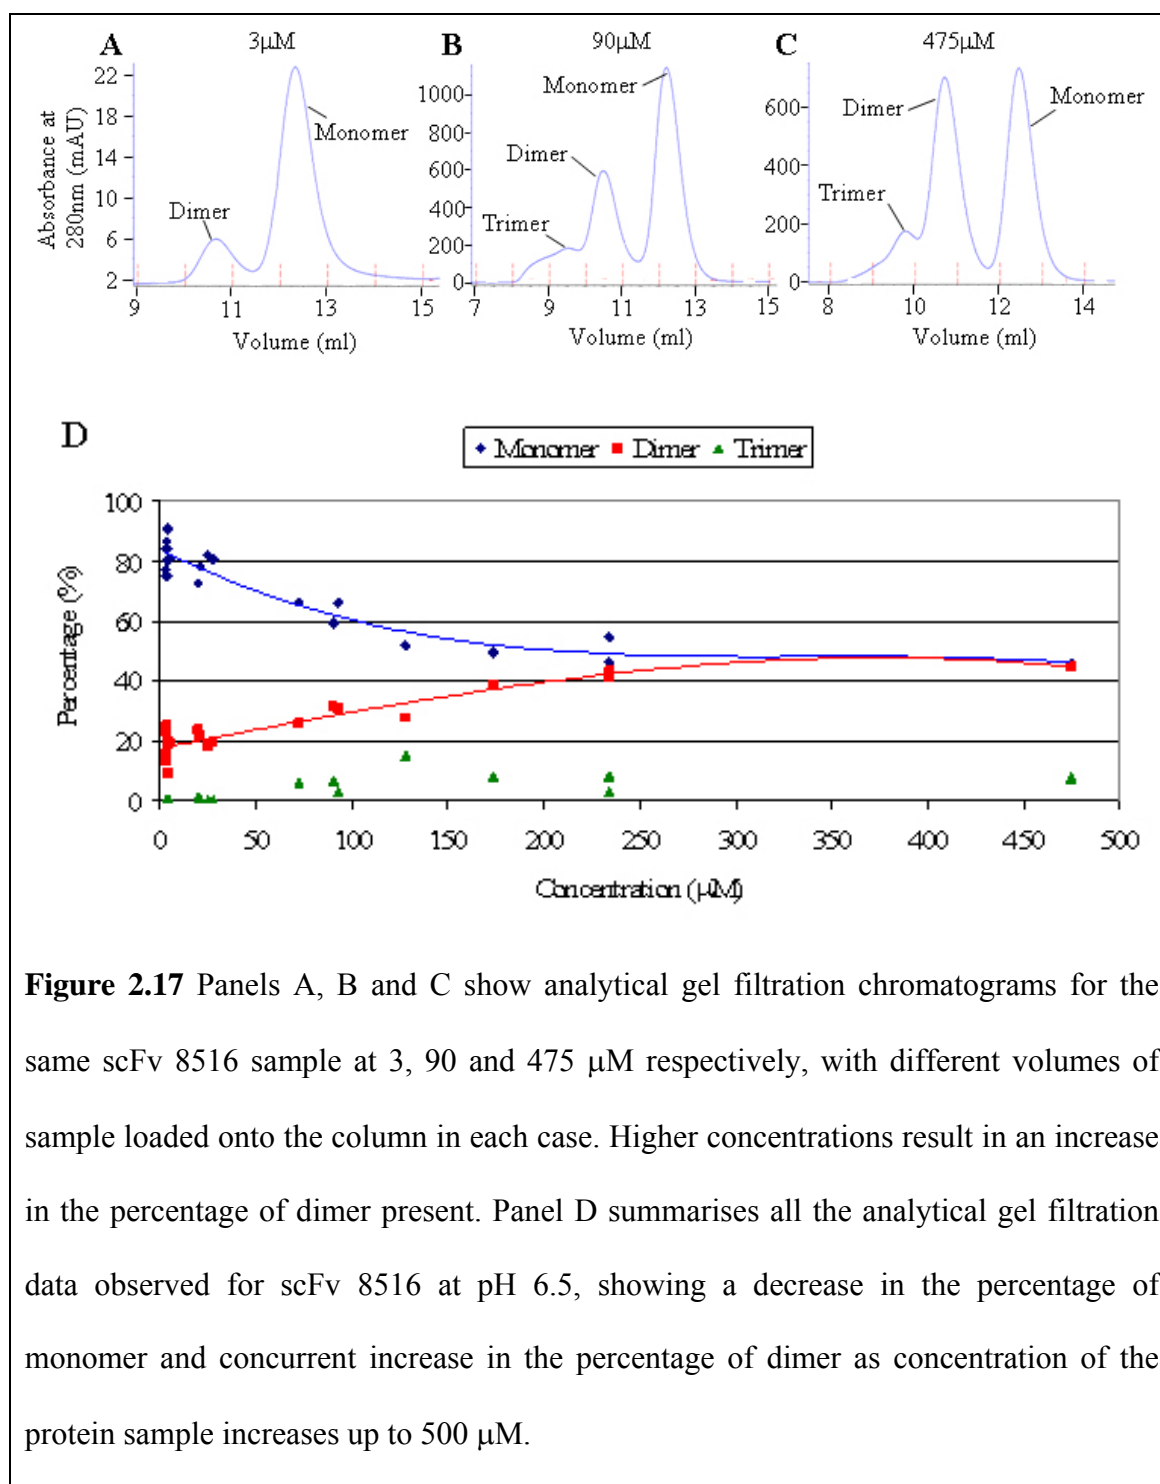 A 3µM B 90µM C 475µM
Absorbance at
280nm (mAU)
22
18
14
10
6
2
Monomer
Dimer
9 11 13 15
Volume (ml)
1000
800
600
400
200
0
Monomer
Dimer
Trimer
7 9 11 13 15
Volume (ml)
600
400
200
0
Dimer
Monomer
Trimer
8 10 12 14
Volume (ml)
D
Monomer Dimer Trimer
Percentage (%)
100
80
60
40
20
0
0 50 100 150 200 250 300 350 400 450 500
Concentration (µM)
Figure 2.17 Panels A, B and C show analytical gel filtration chromatograms for the
same scFv 8516 sample at 3, 90 and 475 µM respectively, with different volumes of
sample loaded onto the column in each case. Higher concentrations result in an increase
in the percentage of dimer present. Panel D summarises all the analytical gel filtration
data observed for scFv 8516 at pH 6.5, showing a decrease in the percentage of
monomer and concurrent increase in the percentage of dimer as concentration of the
protein sample increases up to 500 µM.